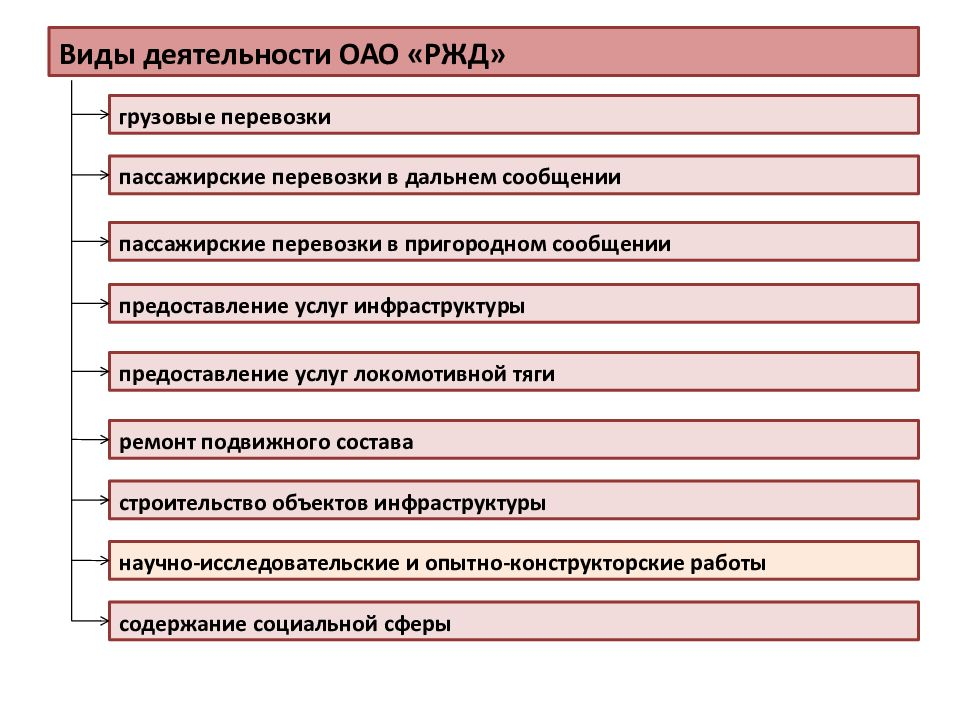 Виды деятельности ОАО «РЖД»
грузовые перевозки
пассажирские перевозки в дальнем сообщении
пассажирские перевозки в пригородном сообщении
предоставление услуг инфраструктуры
предоставление услуг локомотивной тяги
ремонт подвижного состава
строительство объектов инфраструктуры
научно-исследовательские и опытно-конструкторские работы
содержание социальной сферы